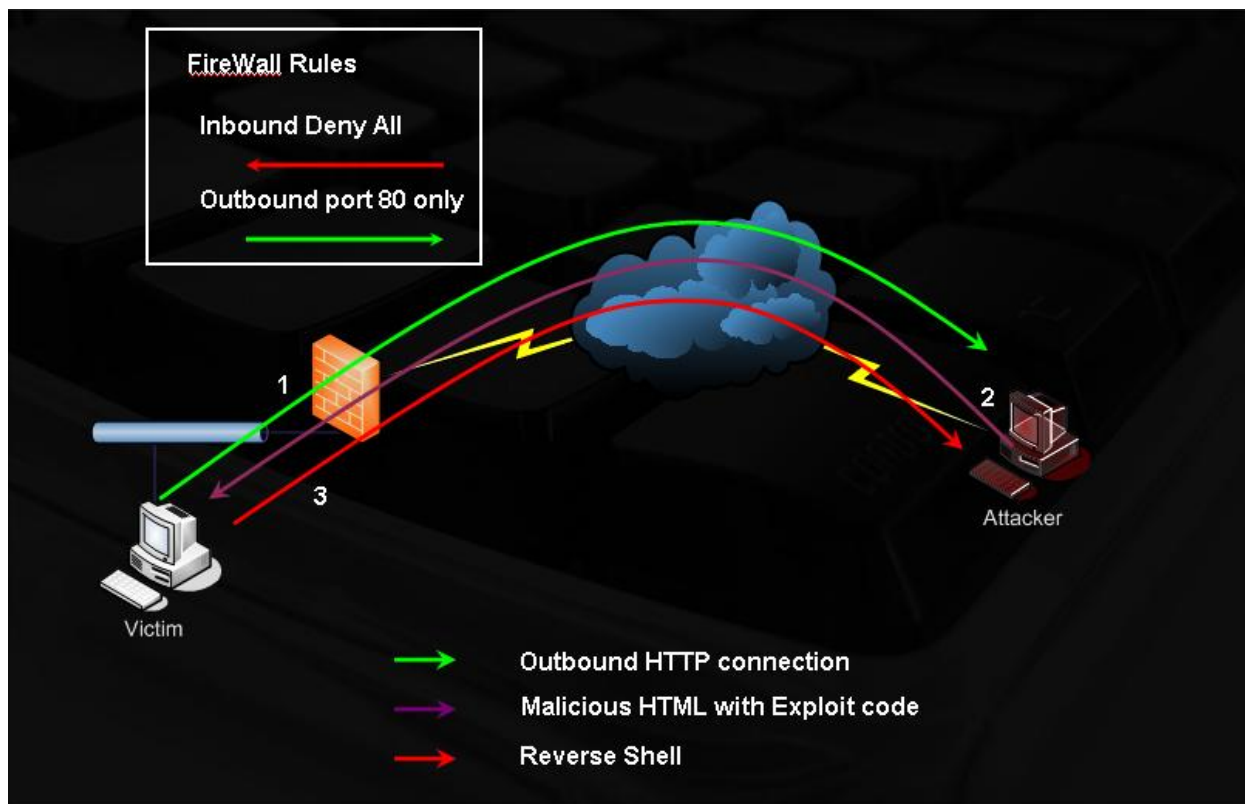 FireWall Rules
Inbound Deny All
Outbound port 80 only
1
2
3
Attacker
Victim
Outbound HTTP connection
Malicious HTML with Exploit code
Reverse Shell